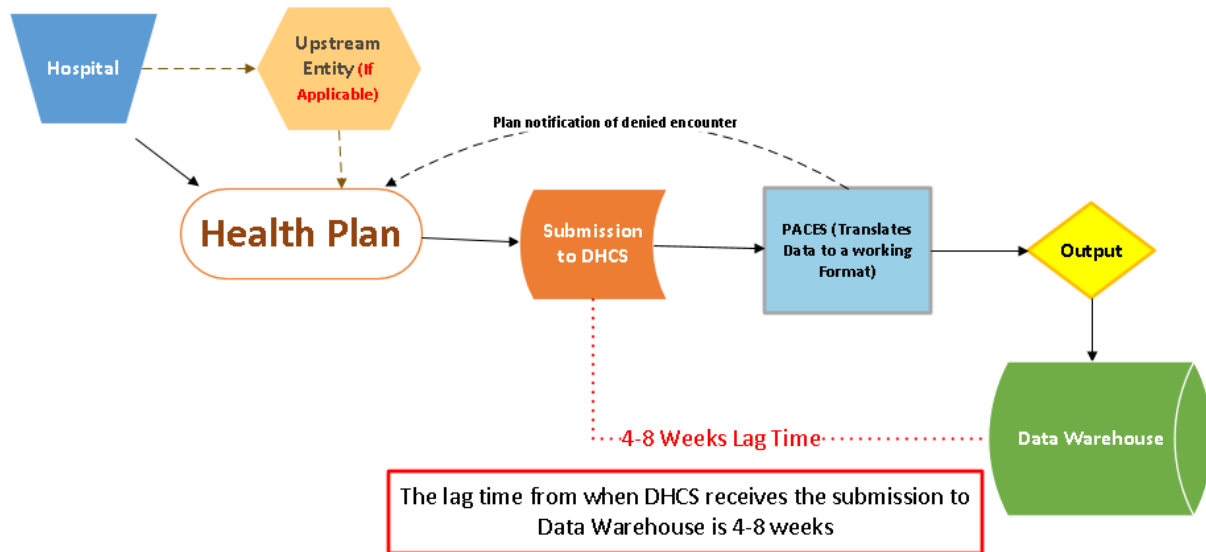 Hospital
Upstream
Entity (If
Applicable)
Plan notification of denied encounter
Health Plan
Submission
to DHCS
PACES (Translates
Data to a working
Format)
Output
4-8 Weeks Lag Time
Data Warehouse
The lag time from when DHCS receives the submission to
Data Warehouse is 4-8 weeks